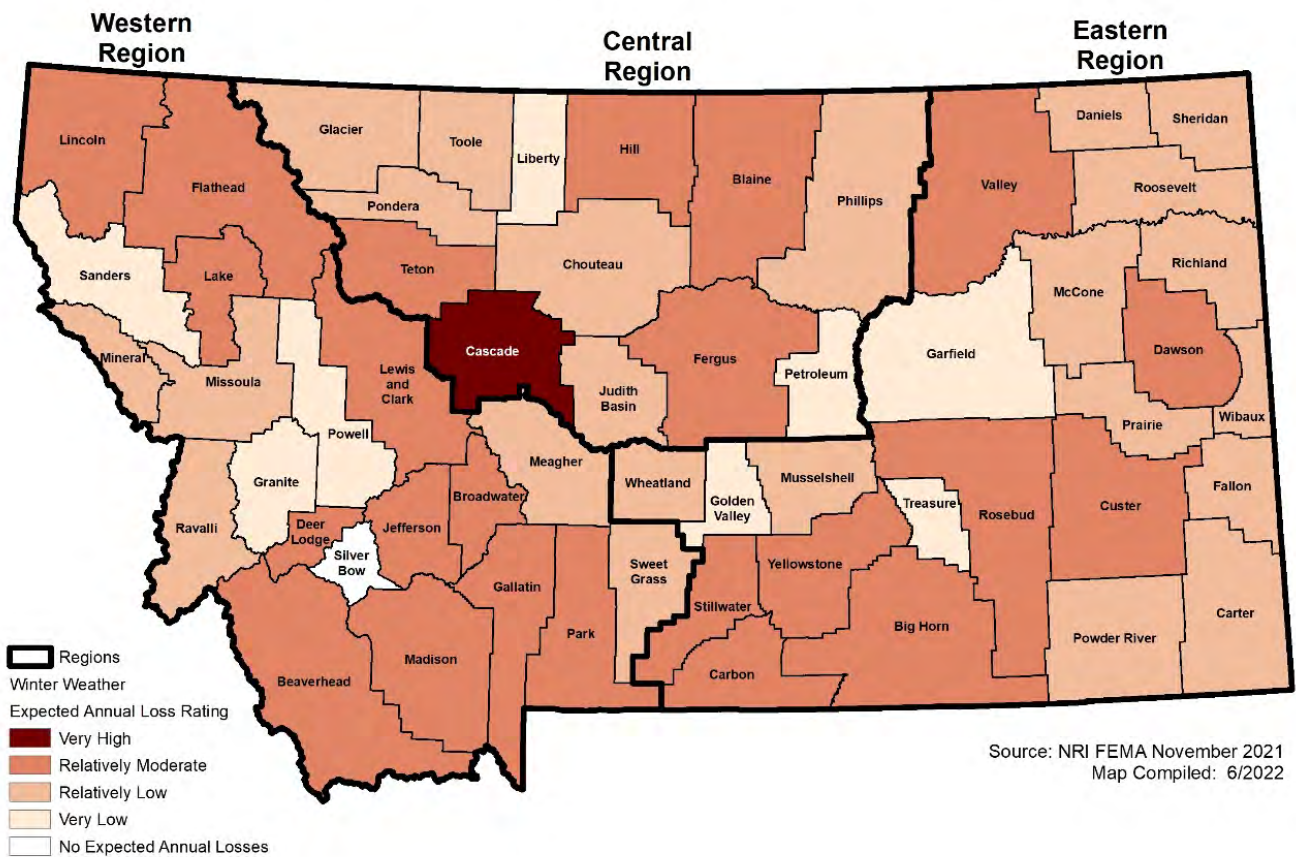 Western
Region
Central
Region
Eastern
Region
Lincoln
Flathead
Glacier
Toole
Liberty
Hill
Blaine
Phillips
Valley
Daniels
Sheridan
Roosevelt
Pondera
Sanders
Lake
Teton
Chouteau
McCone
Richland
Mineral
Missoula
Lewis
and
Clark
Cascade
Judith
Basin
Fergus
Petroleum
Garfield
Dawson
Powell
Meagher
Wheatland
Golden
Valley
Musselshell
Prairie
Wibaux
Granite
Ravalli
Deer
Lodge
Broadwater
Jefferson
Treasure
Rosebud
Custer
Fallon
Silver
Bow
Gallatin
Park
Sweet
Grass
Stillwater
Yellowstone
Big Horn
Carter
Beaverhead
Madison
Carbon
Powder River
Regions
Winter Weather
Expected Annual Loss Rating
Very High
Relatively Moderate
Relatively Low
Very Low
No Expected Annual Losses
Source: NRI FEMA November 2021
Map Compiled: 6/2022